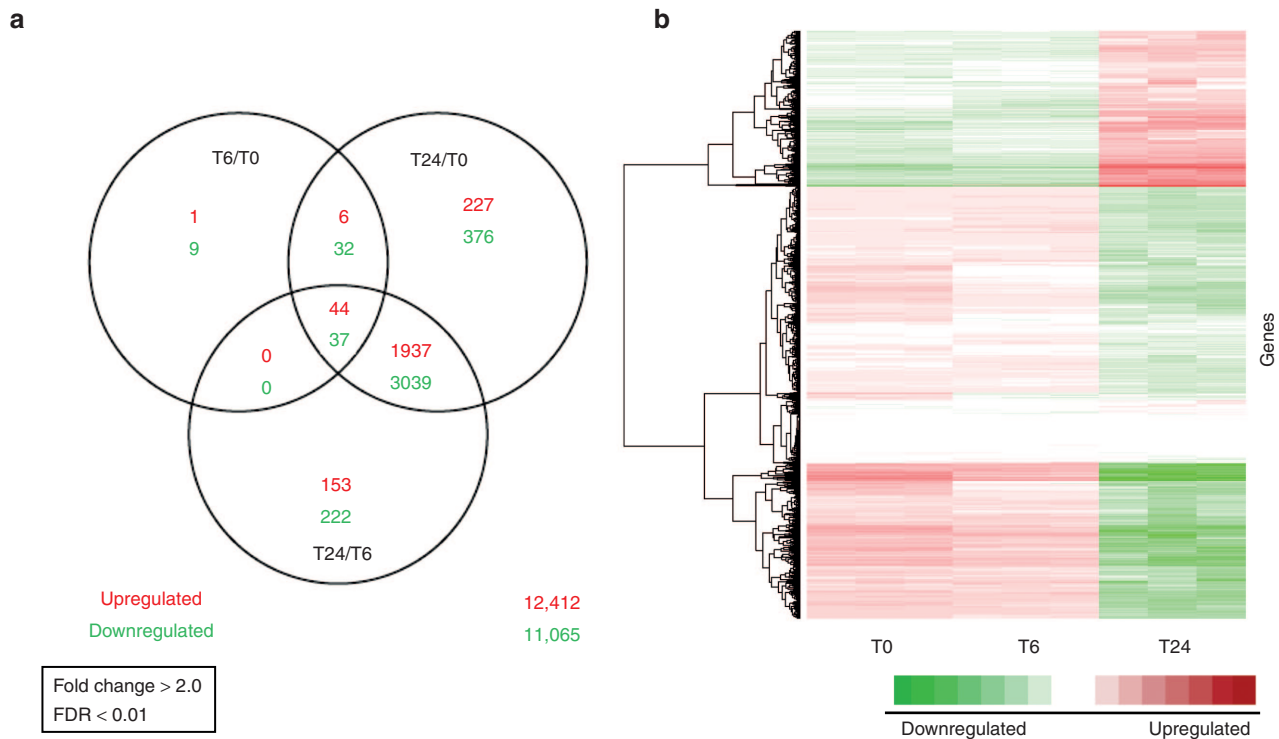 a
T6/T0
T24/T0
1
9
6
32
227
376
44
37
0
0
1937
3039
153
222
T24/T6
Upregulated 12,412
Downregulated 11,065
Fold change > 2.0
FDR < 0.01
b
Genes
T0 T6 T24
Downregulated Upregulated